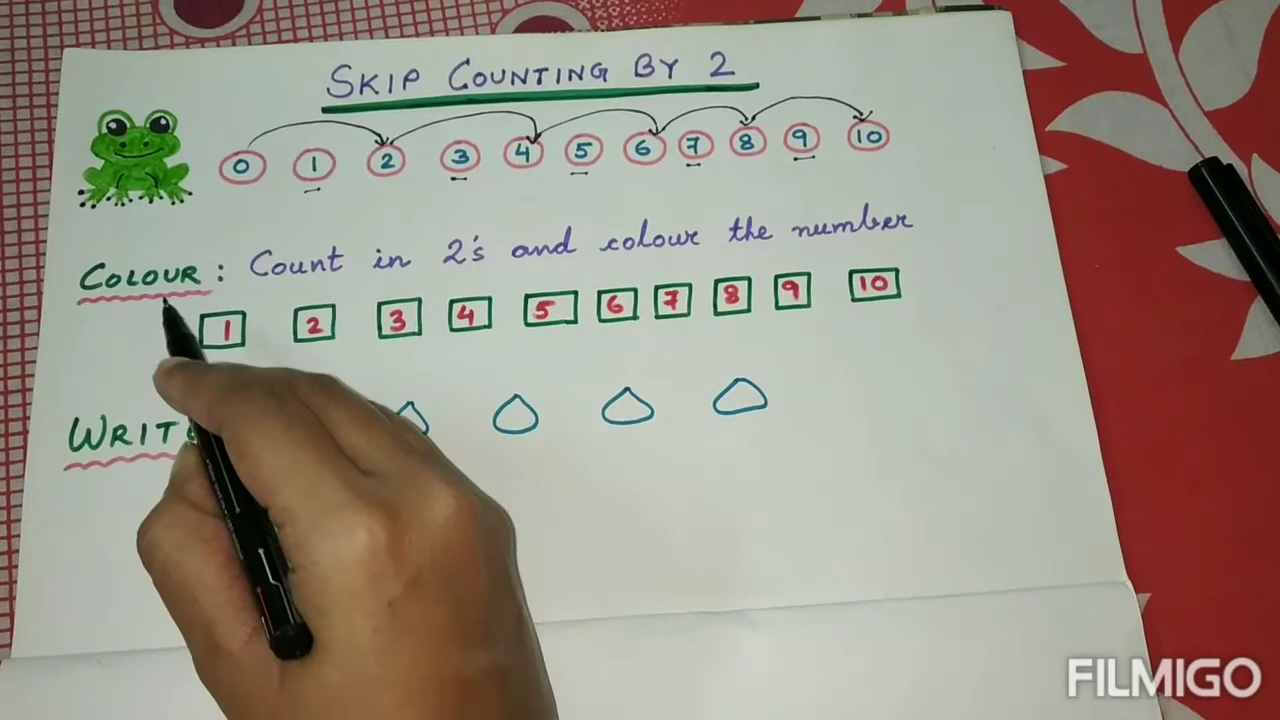 SKIP COUNTING BY 2
0 1 2 3 4 5 6 7 8 9 10
COLOUR : Count in 2's and colour the number
1 2 3 4 5 6 7 8 9 10
FILMIGO